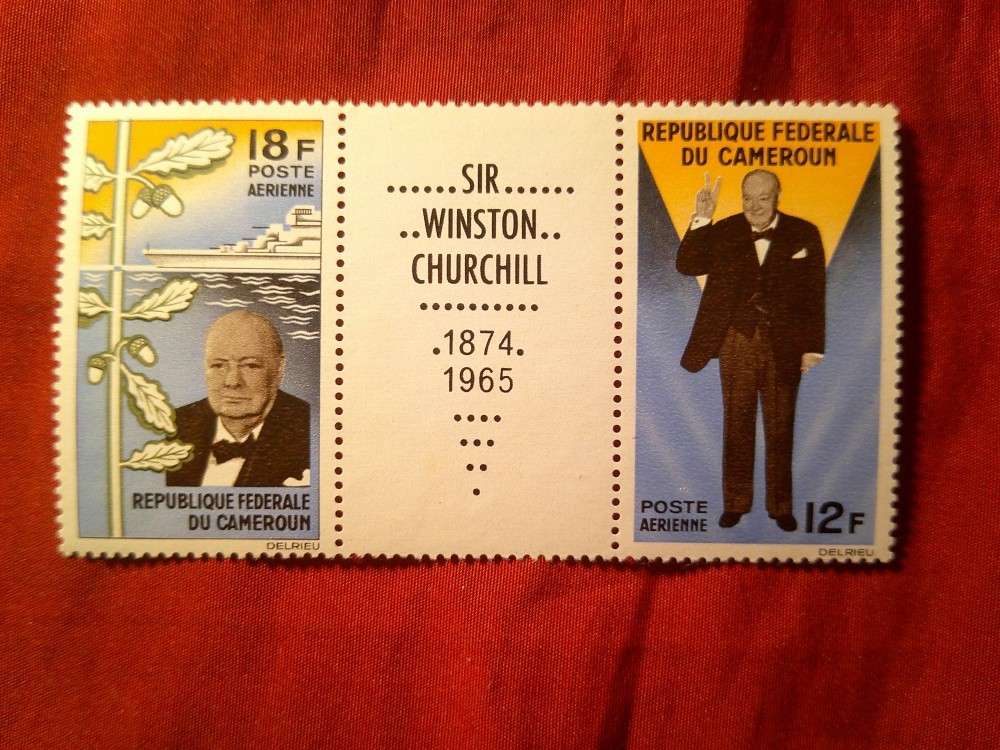 18F
POSTE
AERIENNE
REPUBLIQUE FEDERALE
DU CAMEROUN
DELRIEU
......SIR......
..WINSTON..
CHURCHILL
..........
.1874.
1965
....
...
..
.
REPUBLIQUE FEDERALE
DU CAMEROUN
POSTE
AERIENNE
12F
DELRIEU